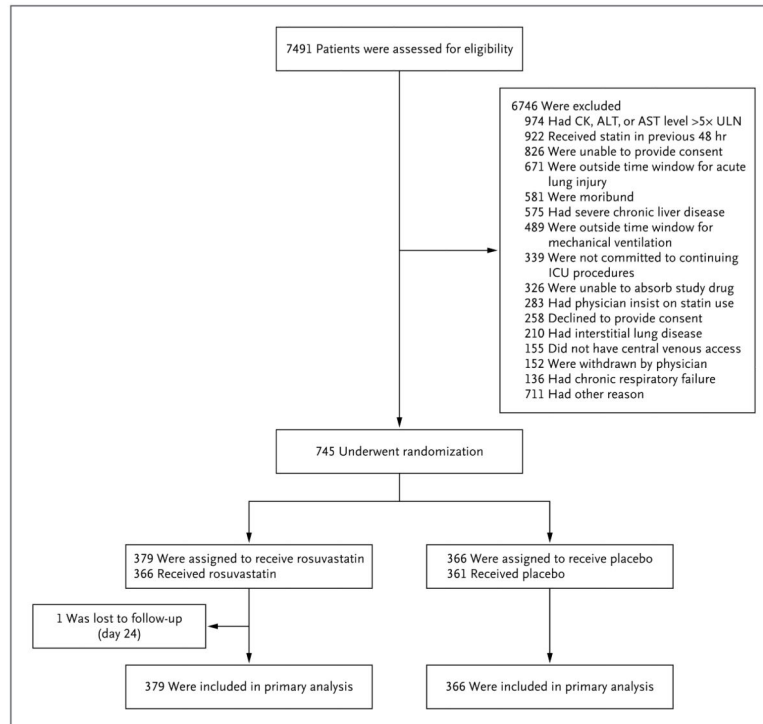 7491 Patients were assessed for eligibility
6746 Were excluded
974 Had CK, ALT, or AST level >5× ULN
922 Received statin in previous 48 hr
826 Were unable to provide consent
671 Were outside time window for acute
lung injury
581 Were moribund
575 Had severe chronic liver disease
489 Were outside time window for
mechanical ventilation
339 Were not committed to continuing
ICU procedures
326 Were unable to absorb study drug
283 Had physician insist on statin use
258 Declined to provide consent
210 Had interstitial lung disease
155 Did not have central venous access
152 Were withdrawn by physician
136 Had chronic respiratory failure
711 Had other reason
745 Underwent randomization
379 Were assigned to receive rosuvastatin
366 Received rosuvastatin
366 Were assigned to receive placebo
361 Received placebo
1 Was lost to follow-up
(day 24)
379 Were included in primary analysis
366 Were included in primary analysis